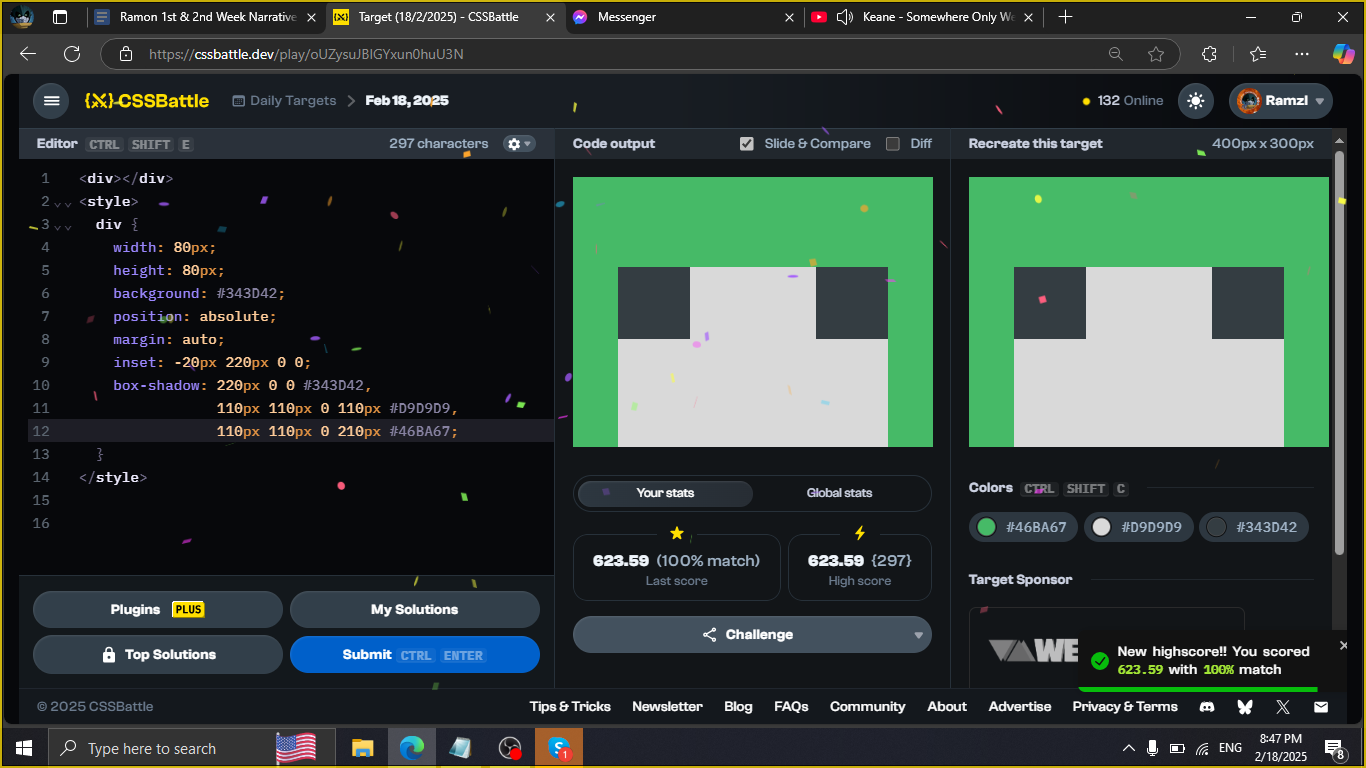 Ramon 1st & 2nd Week Narrative
Target (18/2/2025) - CSSBattle
Messenger
Keane - Somewhere Only We
https://cssbattle.dev/play/oUZysuJBIGYxun0huU3N
{X} CSSBattle
Daily Targets
Feb 18, 2025
132 Online
Ramzl
Editor CTRL SHIFT E
297 characters
Code output
Slide & Compare
Diff
Recreate this target
400px x 300px
1 <div></div>
2 <style>
3 div {
4 width: 80px;
5 height: 80px;
6 background: #343D42;
7 position: absolute;
8 margin: auto;
9 inset: -20px 220px 0 0;
10 box-shadow: 220px 0 0 #343D42,
11 110px 110px 0 110px #D9D9D9,
12 110px 110px 0 210px #46BA67;
13 }
14 </style>
15
16
Your stats
Global stats
623.59 (100% match)
Last score
623.59 {297}
High score
Challenge
Colors CTRL SHIFT C
#46BA67
#D9D9D9
#343D42
Target Sponsor
WE
Plugins PLUS
My Solutions
Top Solutions
Submit CTRL ENTER
New highscore!! You scored
623.59 with 100% match
© 2025 CSSBattle
Tips & Tricks
Newsletter
Blog
FAQs
Community
About
Advertise
Privacy & Terms
Type here to search
1
ENG
8:47 PM
2/18/2025
8